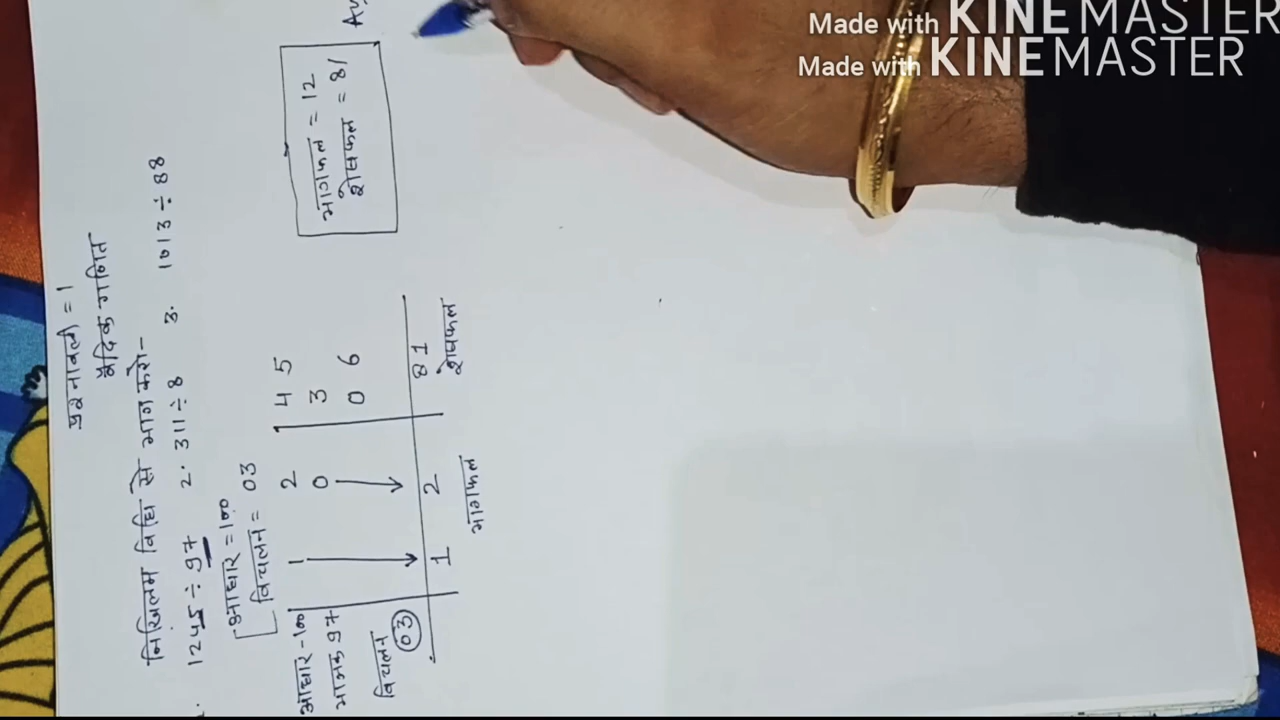 प्रश्नावली = 1
वैदिक गणित
निखिलम विधि से भाग करो-
1. 1245 ÷ 97 2. 311 ÷ 8 3. 1013 ÷ 88
आधार = 100
विचलन = 03
आधार - 100 1 2 4 5
भाजक 97 0 3
विचलन 0 6
03
1 2 81
भागफल शेषफल
भागफल = 12
शेषफल = 81
Made with KINEMASTER
Made with KINEMASTER